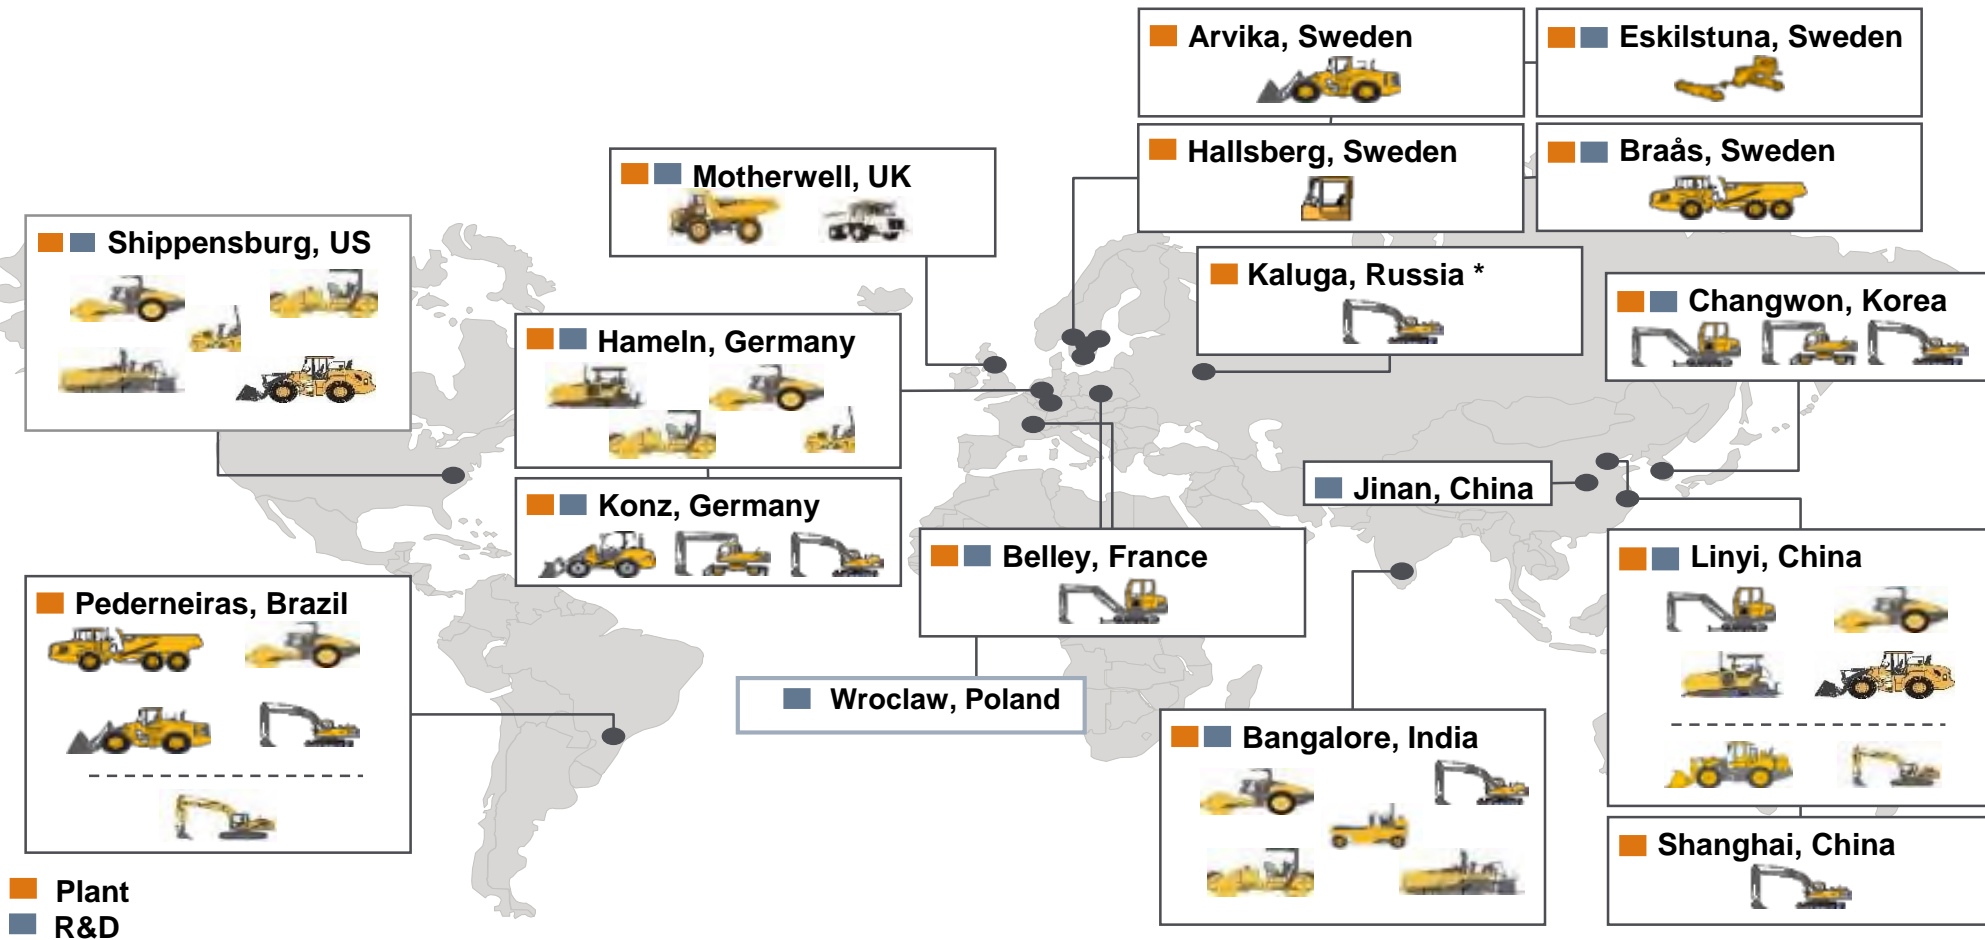 Arvika, Sweden
Eskilstuna, Sweden
Hallsberg, Sweden
Braås, Sweden
Motherwell, UK
Shippensburg, US
Kaluga, Russia *
Changwon, Korea
Hameln, Germany
Jinan, China
Konz, Germany
Belley, France
Linyi, China
Pederneiras, Brazil
Wroclaw, Poland
Bangalore, India
Shanghai, China
Plant
R&D